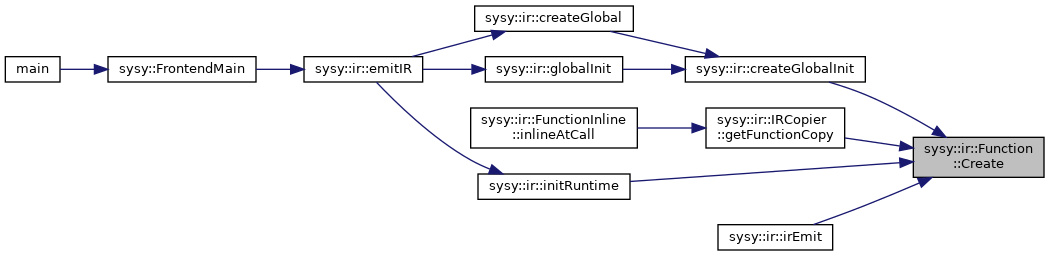 sysy::ir::createGlobal
main
sysy::FrontendMain
sysy::ir::emitIR
sysy::ir::globalInit
sysy::ir::createGlobalInit
sysy::ir::FunctionInline
::inlineAtCall
sysy::ir::IRCopier
::getFunctionCopy
sysy::ir::Function
::Create
sysy::ir::initRuntime
sysy::ir::irEmit